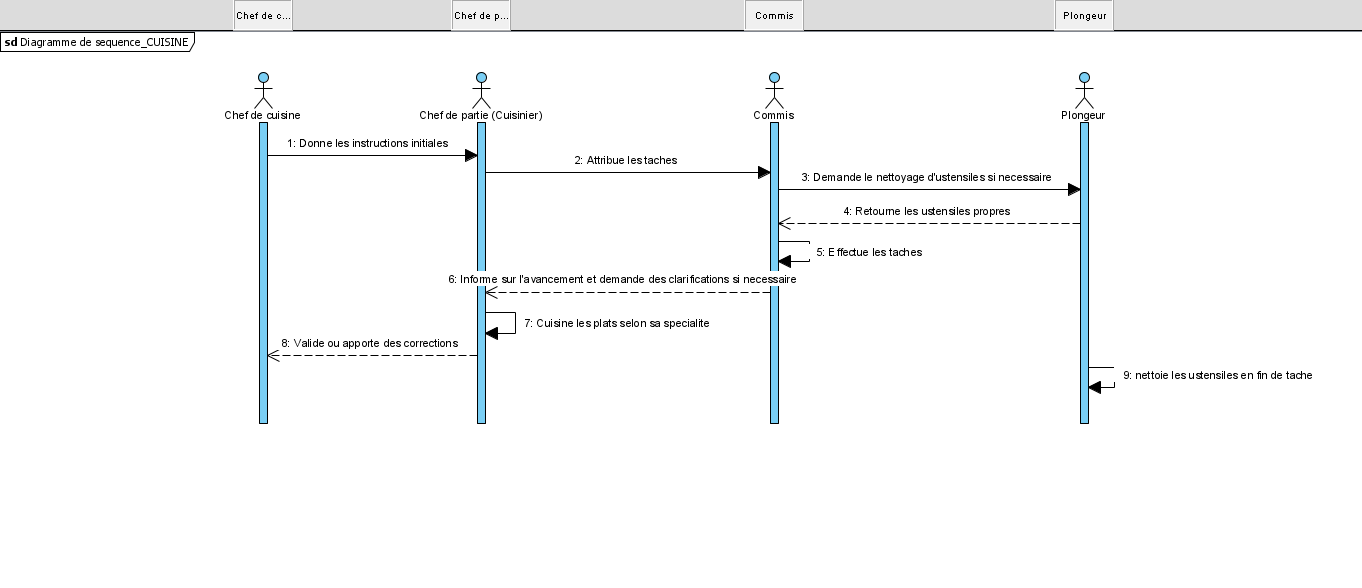 Chef de c...
Chef de p...
Commis
Plongeur
sd Diagramme de sequence_CUISINE
Chef de cuisine
Chef de partie (Cuisinier)
Commis
Plongeur
1: Donne les instructions initiales
2: Attribue les taches
3: Demande le nettoyage d'ustensiles si necessaire
4: Retourne les ustensiles propres
5: Effectue les taches
6: Informe sur l'avancement et demande des clarifications si necessaire
7: Cuisine les plats selon sa specialite
8: Valide ou apporte des corrections
9: nettoie les ustensiles en fin de tache